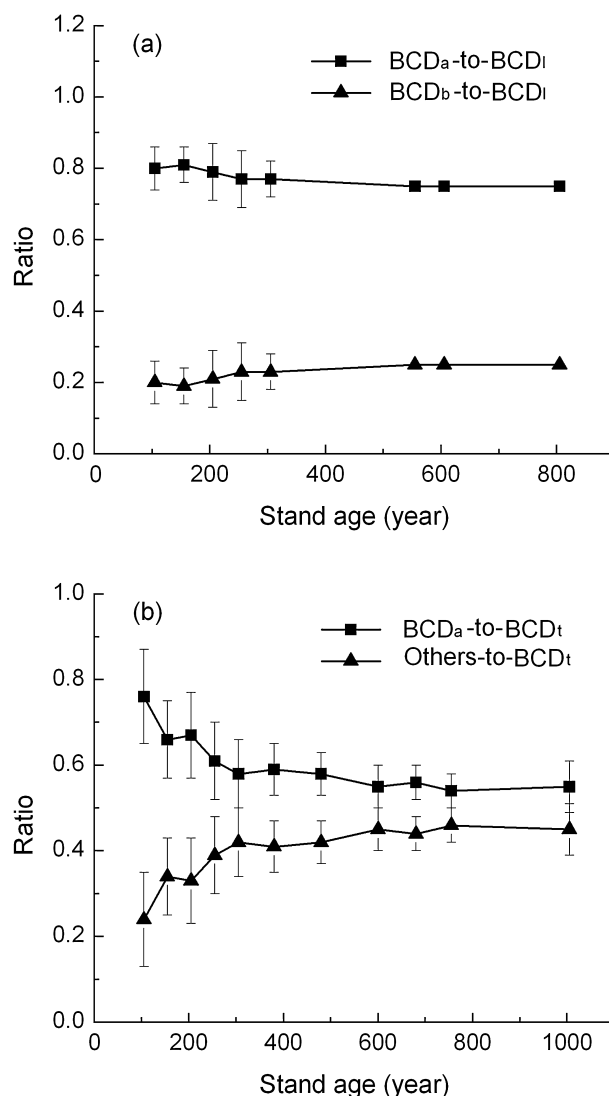 1.2
(a)
BCDa-to-BCDl
BCDb-to-BCDl
1.0
0.8
0.6
0.4
0.2
0.0
Ratio
0 200 400 600 800
Stand age (year)
1.0
(b)
BCDa-to-BCDt
Others-to-BCDt
0.8
0.6
0.4
0.2
0.0
Ratio
0 200 400 600 800 1000
Stand age (year)